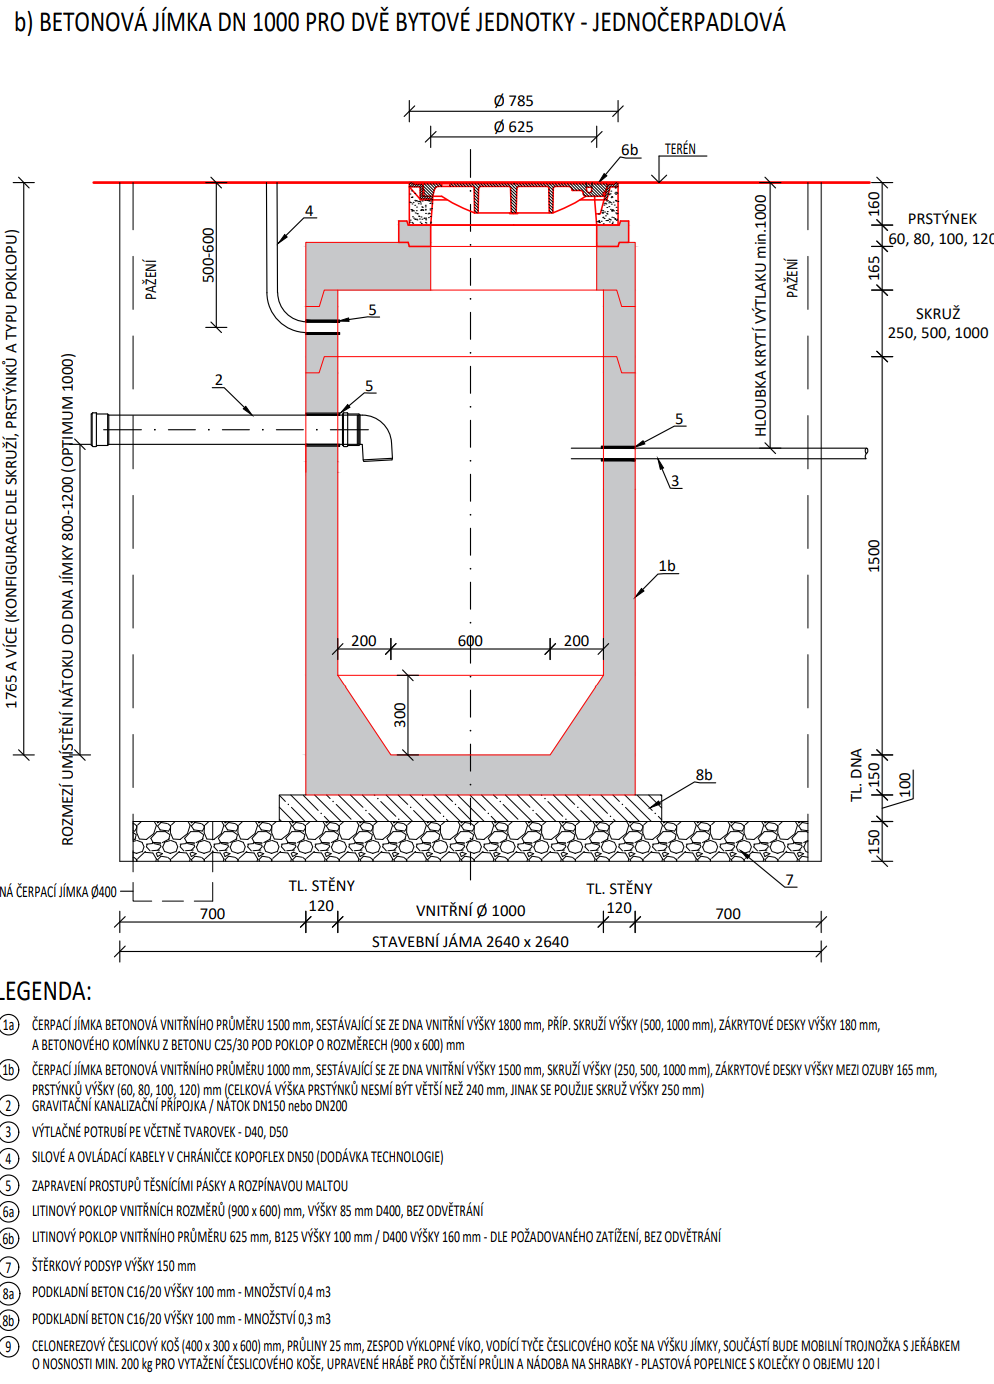 b) BETONOVÁ JÍMKA DN 1000 PRO DVĚ BYTOVÉ JEDNOTKY - JEDNOČERPADLOVÁ
Ø 785
Ø 625
6b
TERÉN
4
500-600
PAŽENÍ
HLOUBKA KRYTÍ VÝTLAKU min.1000
PAŽENÍ
160
PRSTÝNEK
60, 80, 100, 120
165
SKRUŽ
250, 500, 1000
5
2
5
5
3
1765 A VÍCE (KONFIGURACE DLE SKRUŽÍ, PRSTÝNKŮ A TYPU POKLOPU)
ROZMEZÍ UMÍSTĚNÍ NÁTOKU OD DNA JÍMKY 800-1200 (OPTIMUM 1000)
1500
1b
200
600
200
300
8b
TL. DNA
150
100
150
7
NÁ ČERPACÍ JÍMKA Ø400
TL. STĚNY
TL. STĚNY
700
120
VNITŘNÍ Ø 1000
120
700
STAVEBNÍ JÁMA 2640 x 2640
LEGENDA:
1a ČERPACÍ JÍMKA BETONOVÁ VNITŘNÍHO PRŮMĚRU 1500 mm, SESTÁVAJÍCÍ SE ZE DNA VNITŘNÍ VÝŠKY 1800 mm, PŘÍP. SKRUŽÍ VÝŠKY (500, 1000 mm), ZÁKRYTOVÉ DESKY VÝŠKY 180 mm,
A BETONOVÉHO KOMÍNKU Z BETONU C25/30 POD POKLOP O ROZMĚRECH (900 x 600) mm
1b ČERPACÍ JÍMKA BETONOVÁ VNITŘNÍHO PRŮMĚRU 1000 mm, SESTÁVAJÍCÍ SE ZE DNA VNITŘNÍ VÝŠKY 1500 mm, SKRUŽÍ VÝŠKY (250, 500, 1000 mm), ZÁKRYTOVÉ DESKY VÝŠKY MEZI OZUBY 165 mm,
PRSTÝNKŮ VÝŠKY (60, 80, 100, 120) mm (CELKOVÁ VÝŠKA PRSTÝNKŮ NESMÍ BÝT VĚTŠÍ NEŽ 240 mm, JINAK SE POUŽIJE SKRUŽ VÝŠKY 250 mm)
2 GRAVITAČNÍ KANALIZAČNÍ PŘÍPOJKA / NÁTOK DN150 nebo DN200
3 VÝTLAČNÉ POTRUBÍ PE VČETNĚ TVAROVEK - D40, D50
4 SILOVÉ A OVLÁDACÍ KABELY V CHRÁNIČCE KOPOFLEX DN50 (DODÁVKA TECHNOLOGIE)
5 ZAPRAVENÍ PROSTUPŮ TĚSNÍCÍMI PÁSKY A ROZPÍNAVOU MALTOU
6a LITINOVÝ POKLOP VNITŘNÍCH ROZMĚRŮ (900 x 600) mm, VÝŠKY 85 mm D400, BEZ ODVĚTRÁNÍ
6b LITINOVÝ POKLOP VNITŘNÍHO PRŮMĚRU 625 mm, B125 VÝŠKY 100 mm / D400 VÝŠKY 160 mm - DLE POŽADOVANÉHO ZATÍŽENÍ, BEZ ODVĚTRÁNÍ
7 ŠTĚRKOVÝ PODSYP VÝŠKY 150 mm
8a PODKLADNÍ BETON C16/20 VÝŠKY 100 mm - MNOŽSTVÍ 0,4 m3
8b PODKLADNÍ BETON C16/20 VÝŠKY 100 mm - MNOŽSTVÍ 0,3 m3
9 CELONEREZOVÝ ČESLICOVÝ KOŠ (400 x 300 x 600) mm, PRŮLINY 25 mm, ZESPOD VÝKLOPNÉ VÍKO, VODÍCÍ TYČE ČESLICOVÉHO KOŠE NA VÝŠKU JÍMKY, SOUČÁSTÍ BUDE MOBILNÍ TROJNOŽKA S JEŘÁBKEM
O NOSNOSTI MIN. 200 kg PRO VYTAŽENÍ ČESLICOVÉHO KOŠE, UPRAVENÉ HRÁBĚ PRO ČIŠTĚNÍ PRŮLIN A NÁDOBA NA SHRABKY - PLASTOVÁ POPELNICE S KOLEČKY O OBJEMU 120 l